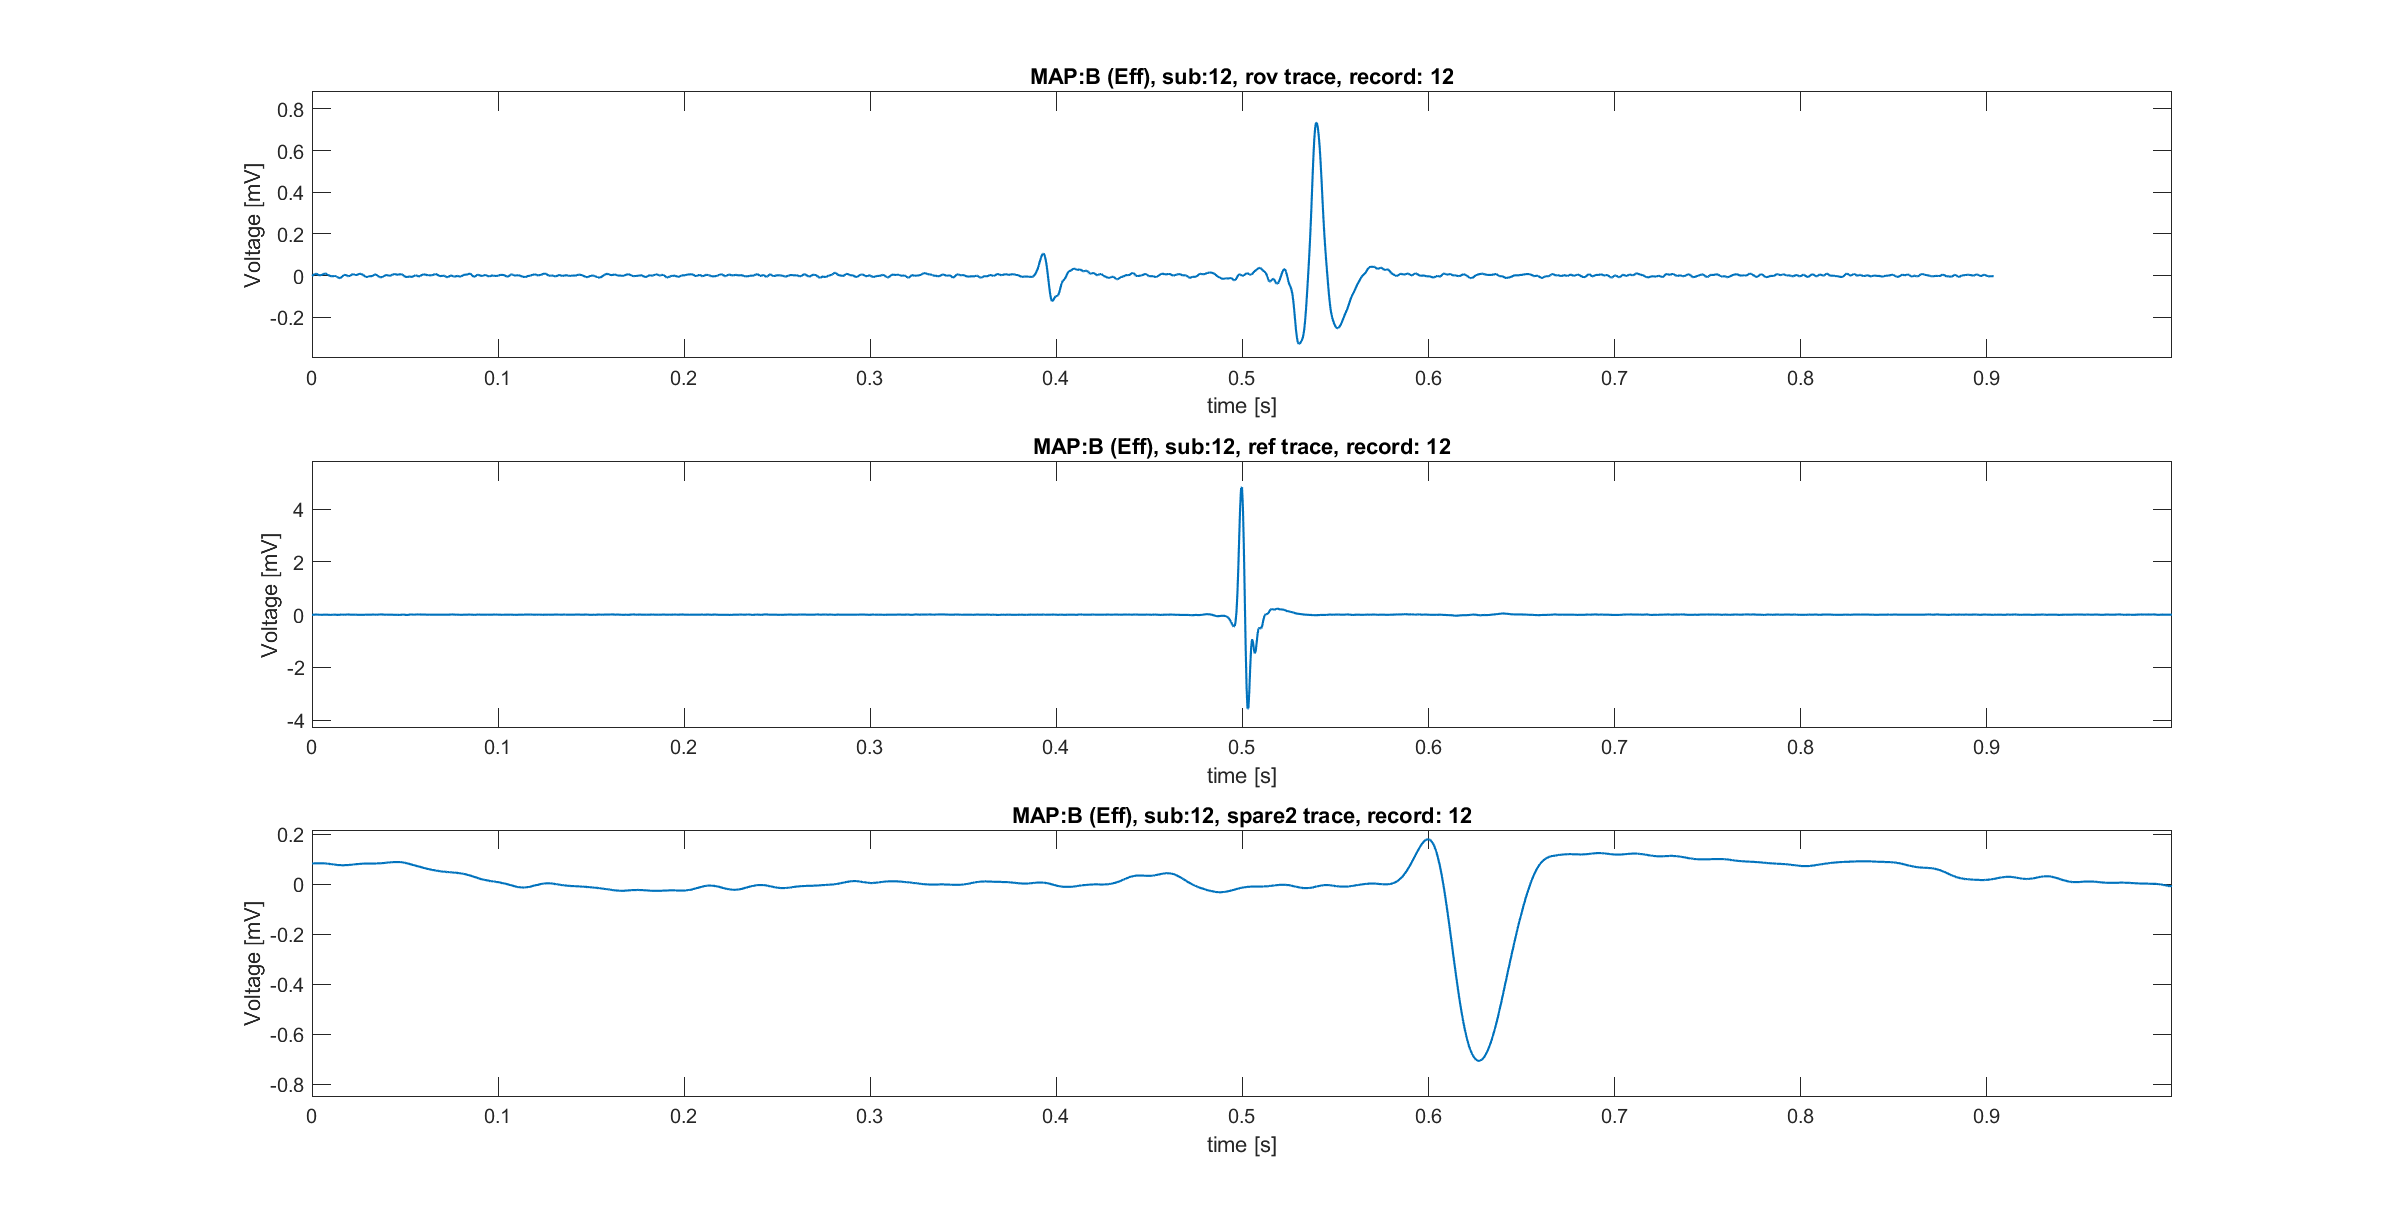 MAP:B (Eff), sub:12, rov trace, record: 12
Voltage [mV]
0.8
0.6
0.4
0.2
0
-0.2
0 0.1 0.2 0.3 0.4 0.5 0.6 0.7 0.8 0.9
time [s]
MAP:B (Eff), sub:12, ref trace, record: 12
Voltage [mV]
4
2
0
-2
-4
0 0.1 0.2 0.3 0.4 0.5 0.6 0.7 0.8 0.9
time [s]
MAP:B (Eff), sub:12, spare2 trace, record: 12
Voltage [mV]
0.2
0
-0.2
-0.4
-0.6
-0.8
0 0.1 0.2 0.3 0.4 0.5 0.6 0.7 0.8 0.9
time [s]